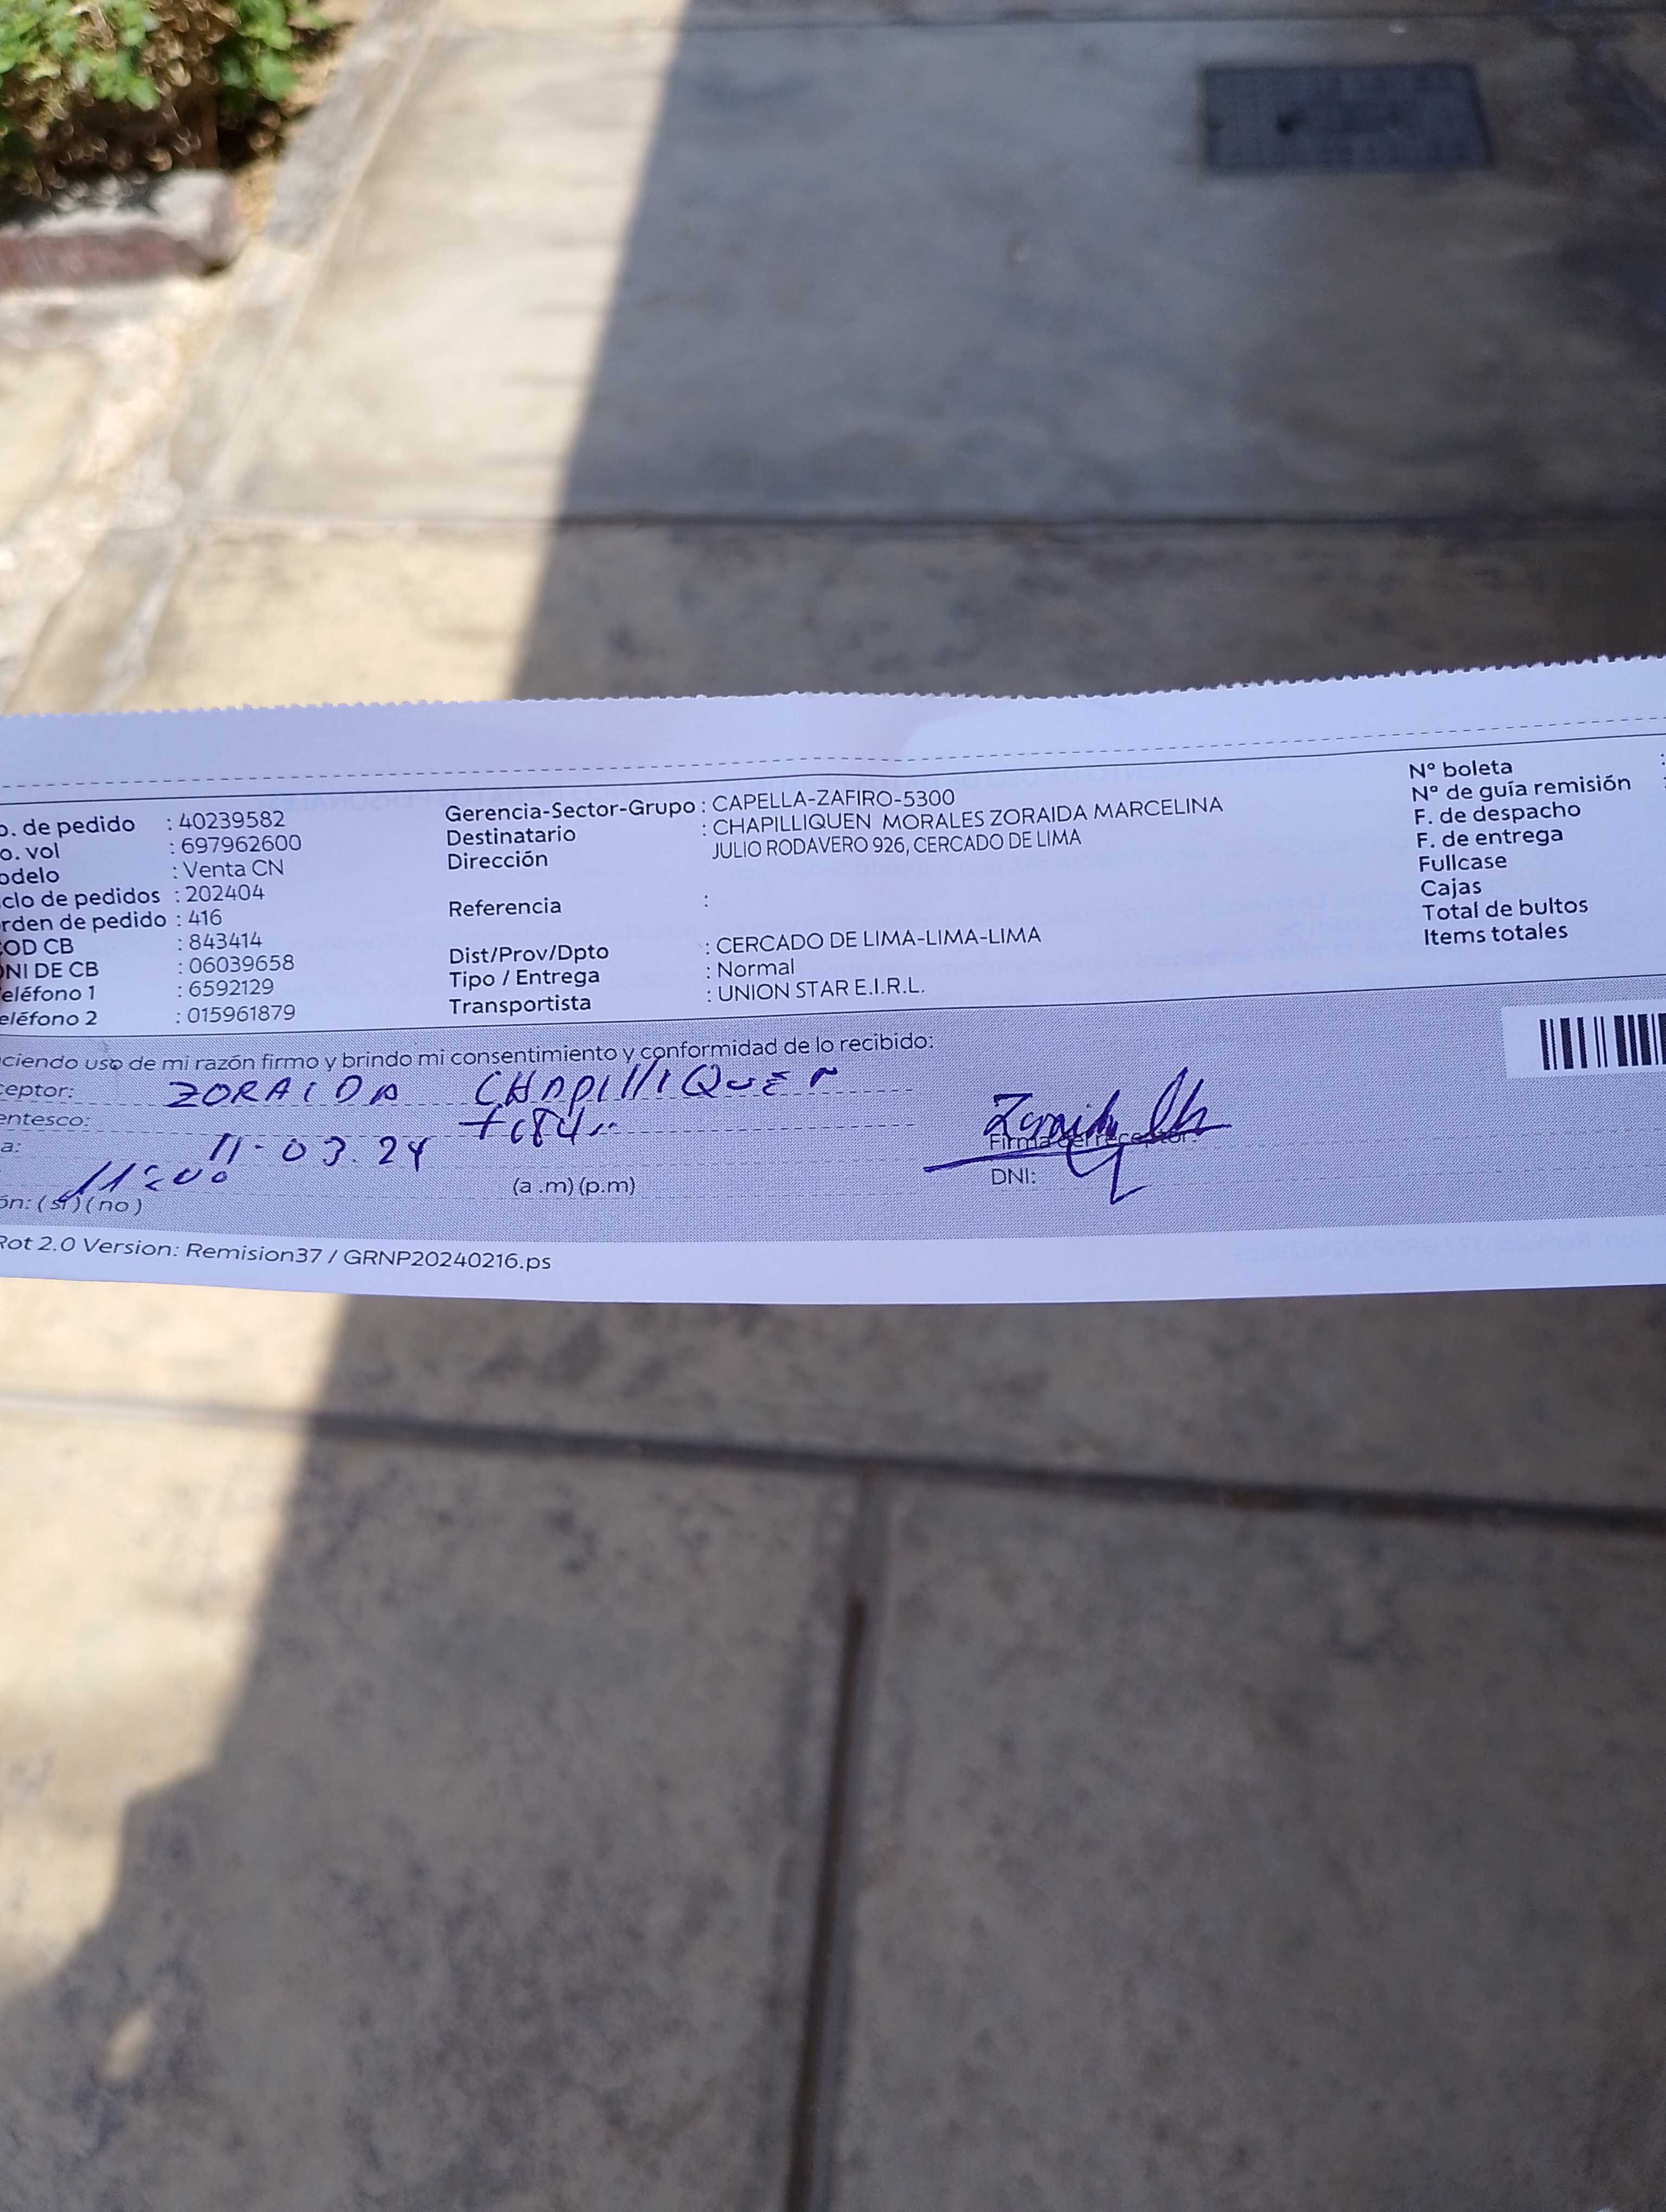 o. de pedido : 40239582
o. vol : 697962600
odelo : Venta CN
clo de pedidos : 202404
rden de pedido : 416
OD CB : 843414
NI DE CB : 06039658
eléfono 1 : 6592129
eléfono 2 : 015961879
Gerencia-Sector-Grupo : CAPELLA-ZAFIRO-5300
Destinatario : CHAPILLIQUEN MORALES ZORAIDA MARCELINA
Dirección JULIO RODAVERO 926, CERCADO DE LIMA
Referencia :
Dist/Prov/Dpto : CERCADO DE LIMA-LIMA-LIMA
Tipo / Entrega : Normal
Transportista : UNION STAR E.I.R.L.
N° boleta :
N° de guía remisión :
F. de despacho
F. de entrega
Fullcase
Cajas
Total de bultos
Items totales
ciendo uso de mi razón firmo y brindo mi consentimiento y conformidad de lo recibido:
ceptor: ZORAIDA CHAPILLIQUEN
entesco:
a: 11-03.24
(a .m) (p.m)
ón: ( si ) ( no )
Firma del receptor:
DNI:
Rot 2.0 Version: Remision37 / GRNP20240216.ps